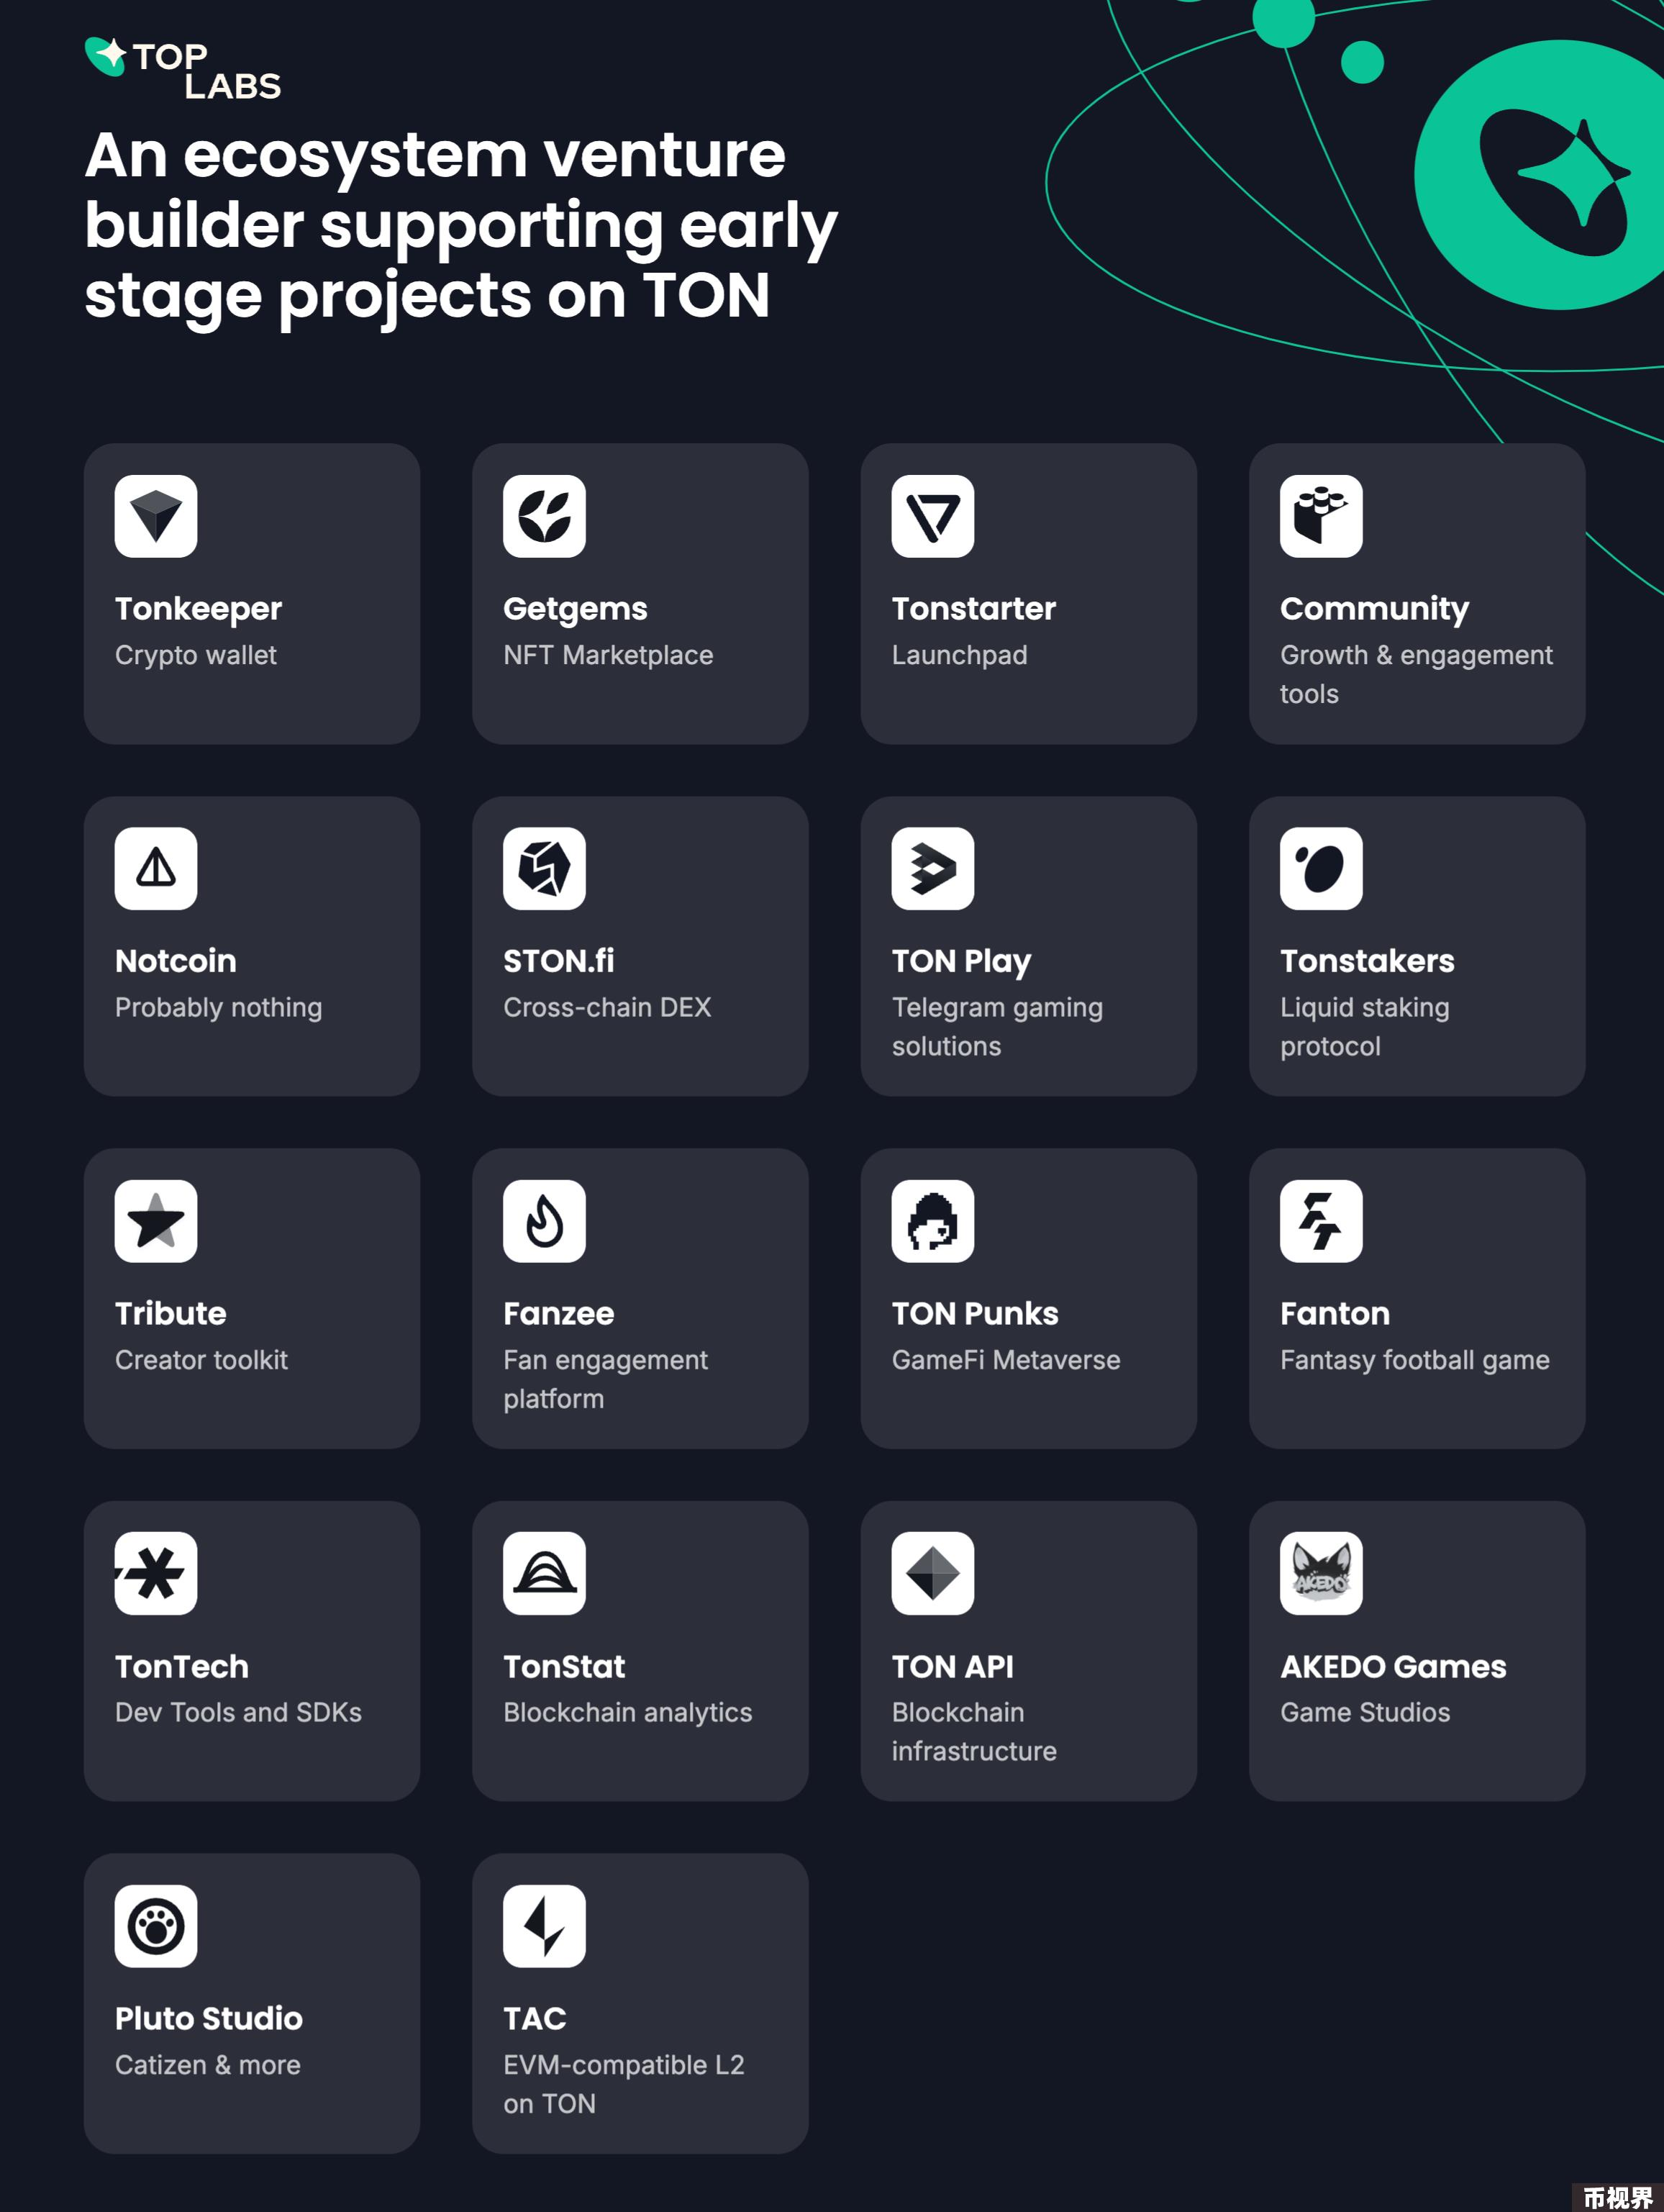 TOP
LABS
An ecosystem venture
builder supporting early
stage projects on TON
Tonkeeper
Crypto wallet
Getgems
NFT Marketplace
Tonstarter
Launchpad
Community
Growth & engagement
tools
Notcoin
Probably nothing
STON.fi
Cross-chain DEX
TON Play
Telegram gaming
solutions
Tonstakers
Liquid staking
protocol
Tribute
Creator toolkit
Fanzee
Fan engagement
platform
TON Punks
GameFi Metaverse
Fanton
Fantasy football game
TonTech
Dev Tools and SDKs
TonStat
Blockchain analytics
TON API
Blockchain
infrastructure
AKEDO
AKEDO Games
Game Studios
Pluto Studio
Catizen & more
TAC
EVM-compatible L2
on TON
币视界